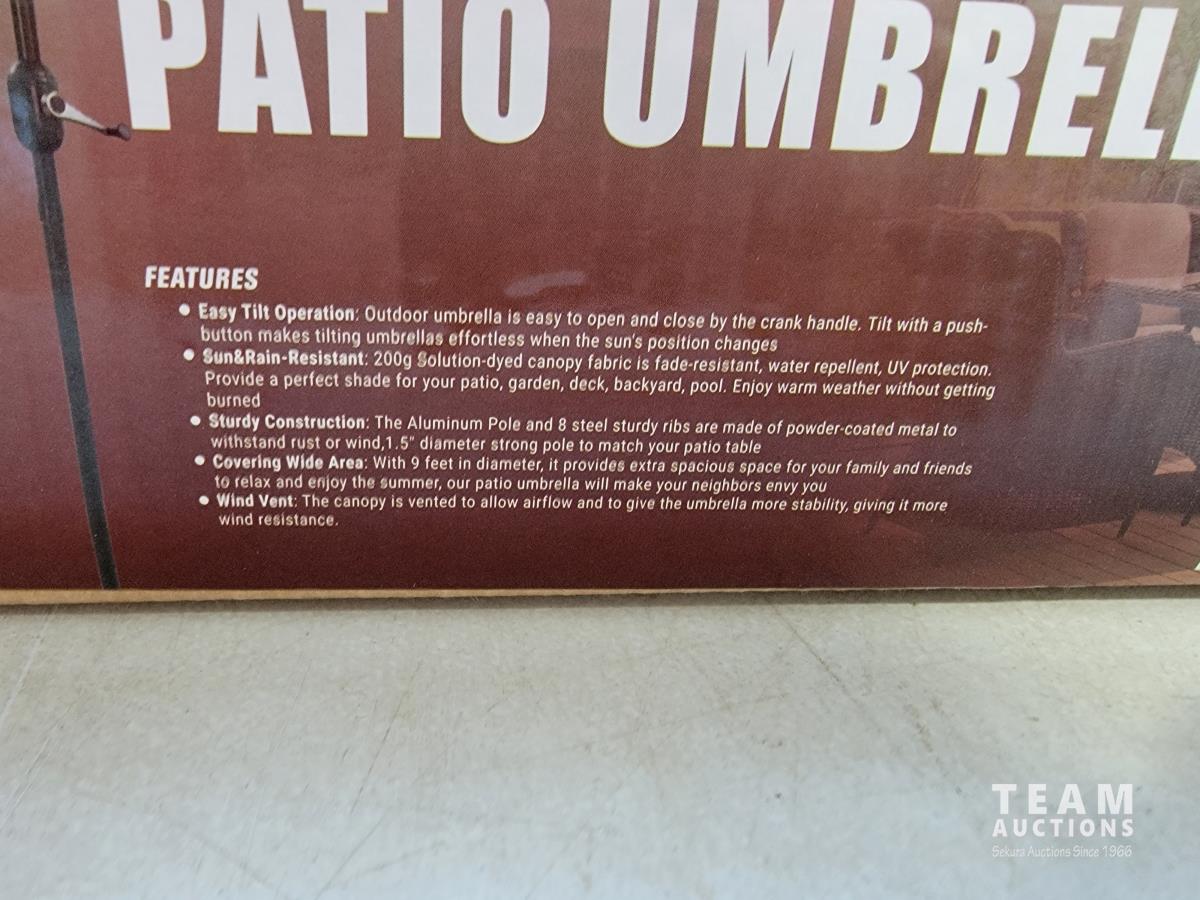 PATIO UMBREL
FEATURES
• Easy Tilt Operation: Outdoor umbrella is easy to open and close by the crank handle. Tilt with a push-
button makes tilting umbrellas effortless when the sun's position changes
• Sun&Rain-Resistant: 200g Solution-dyed canopy fabric is fade-resistant, water repellent, UV protection.
Provide a perfect shade for your patio, garden, deck, backyard, pool. Enjoy warm weather without getting
burned
• Sturdy Construction: The Aluminum Pole and 8 steel sturdy ribs are made of powder-coated metal to
withstand rust or wind,1.5" diameter strong pole to match your patio table
• Covering Wide Area: With 9 feet in diameter, it provides extra spacious space for your family and friends
to relax and enjoy the summer, our patio umbrella will make your neighbors envy you
• Wind Vent: The canopy is vented to allow airflow and to give the umbrella more stability, giving it more
wind resistance.
TEAM
AUCTIONS
Sekura Auctions Since 1966